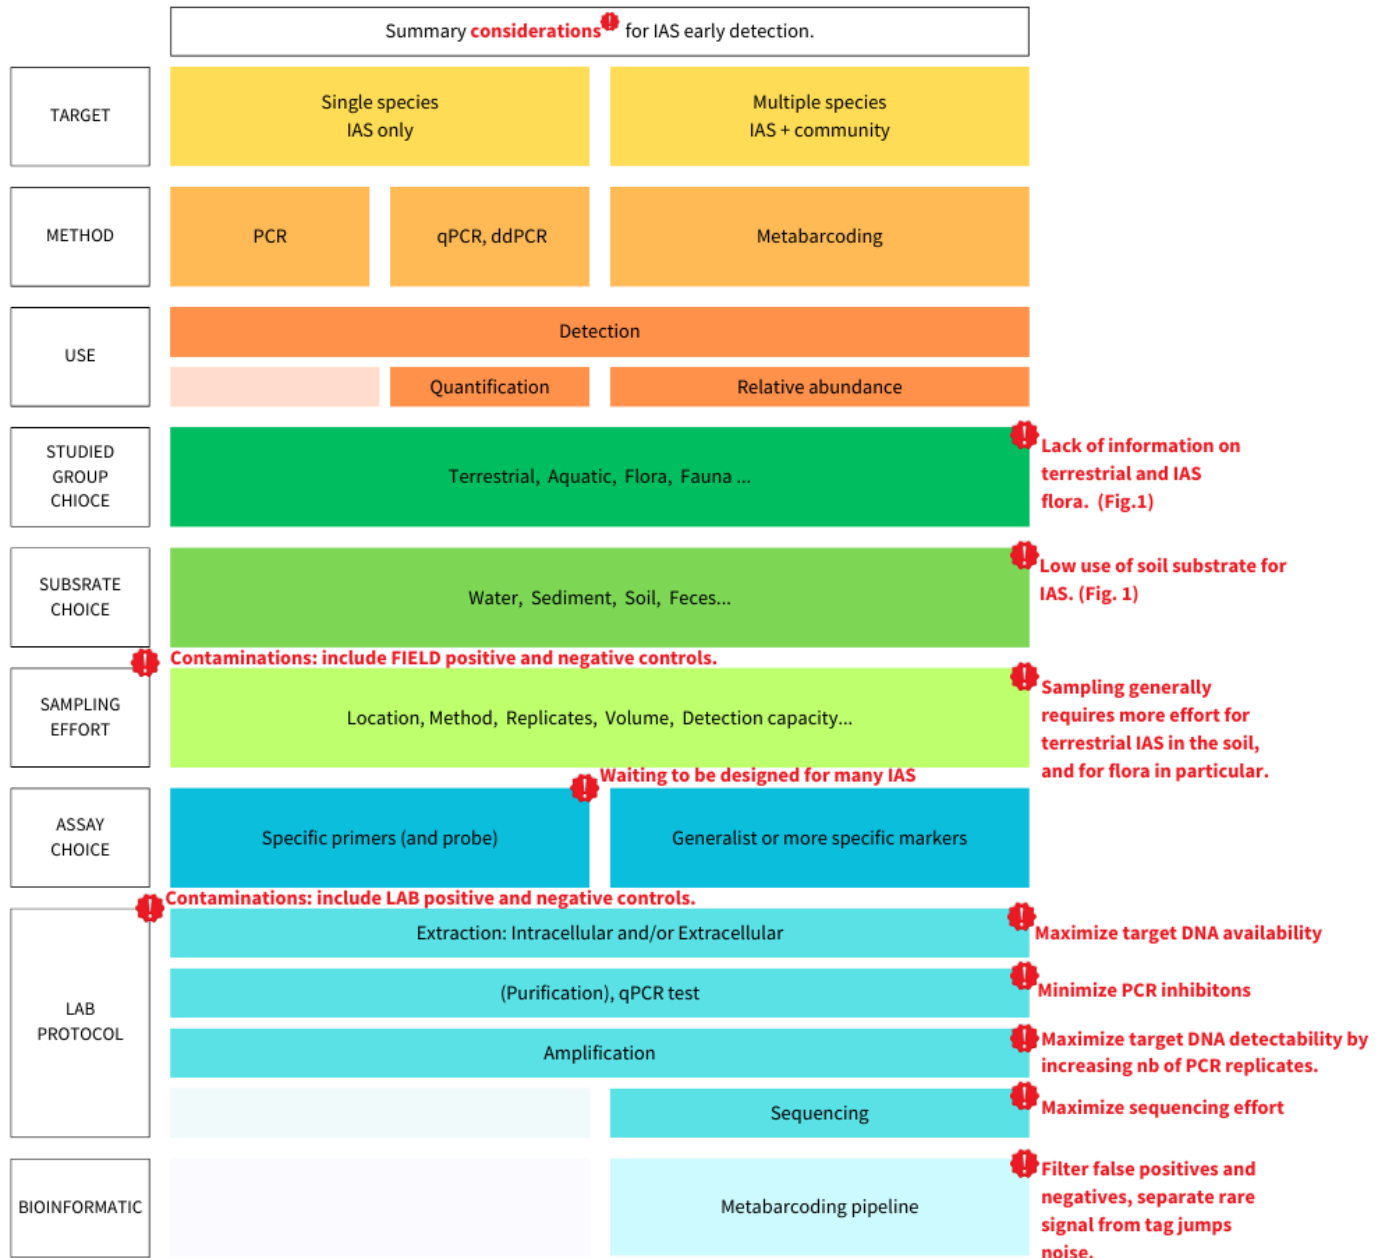 Summary considerations! for IAS early detection.
TARGET
Single species
IAS only
Multiple species
IAS + community
METHOD
PCR
qPCR, ddPCR
Metabarcoding
USE
Detection
Quantification
Relative abundance
STUDIED
GROUP
CHIOCE
Terrestrial, Aquatic, Flora, Fauna ...
!
Lack of information on
terrestrial and IAS
flora. (Fig.1)
SUBSRATE
CHOICE
Water, Sediment, Soil, Feces...
!
Low use of soil substrate for
IAS. (Fig. 1)
!
Contaminations: include FIELD positive and negative controls.
SAMPLING
EFFORT
Location, Method, Replicates, Volume, Detection capacity...
!
Sampling generally
requires more effort for
terrestrial IAS in the soil,
and for flora in particular.
!
Waiting to be designed for many IAS
ASSAY
CHOICE
Specific primers (and probe)
Generalist or more specific markers
!
Contaminations: include LAB positive and negative controls.
LAB
PROTOCOL
Extraction: Intracellular and/or Extracellular
!
Maximize target DNA availability
(Purification), qPCR test
!
Minimize PCR inhibitons
Amplification
!
Maximize target DNA detectability by
increasing nb of PCR replicates.
Sequencing
!
Maximize sequencing effort
BIOINFORMATIC
Metabarcoding pipeline
!
Filter false positives and
negatives, separate rare
signal from tag jumps
noise.